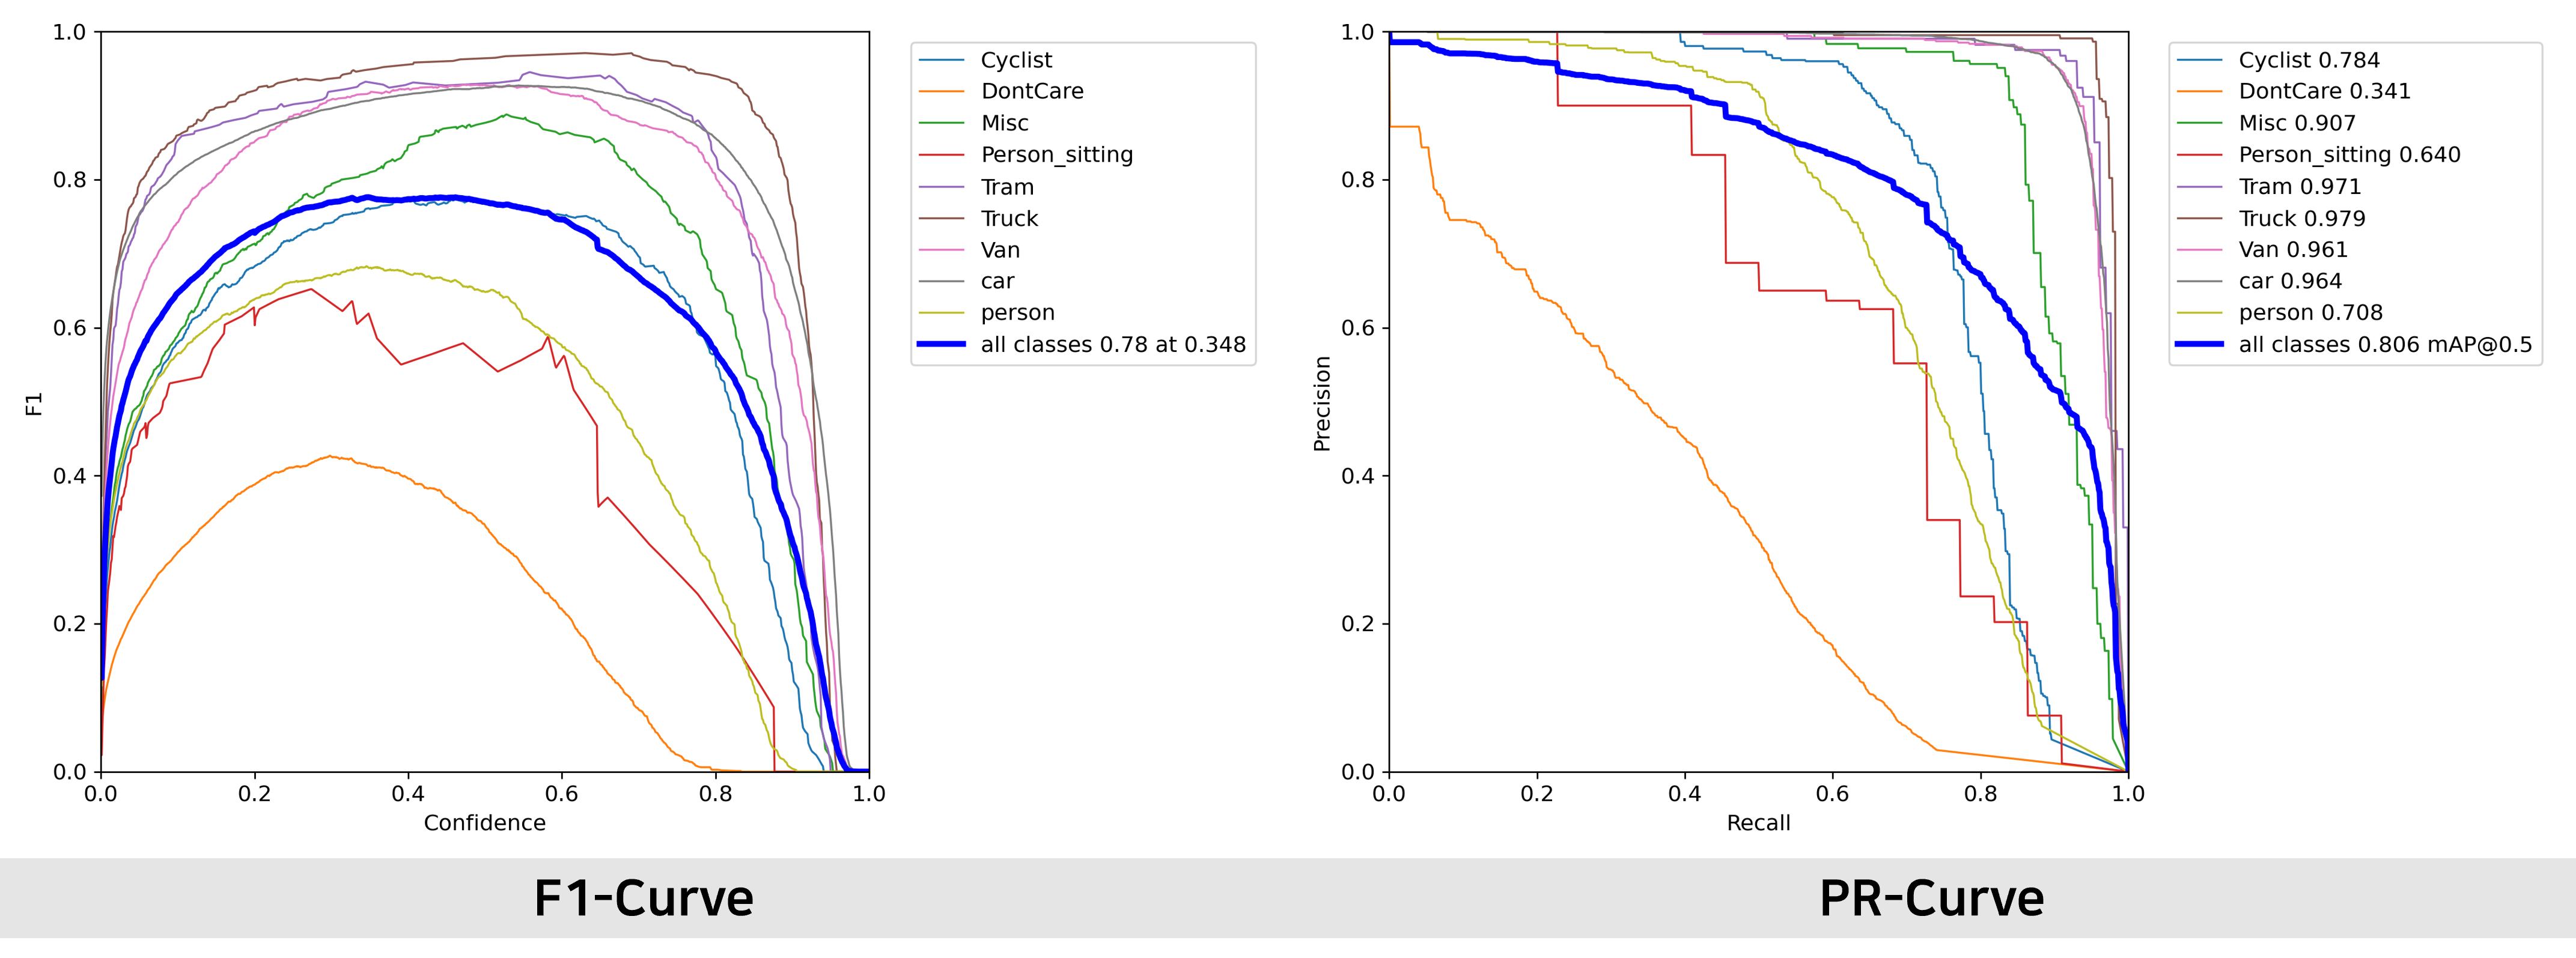 1.0
0.8
0.6
0.4
0.2
0.0
F1
0.0 0.2 0.4 0.6 0.8 1.0
Confidence
Cyclist
DontCare
Misc
Person_sitting
Tram
Truck
Van
car
person
all classes 0.78 at 0.348
1.0
0.8
0.6
0.4
0.2
0.0
Precision
0.0 0.2 0.4 0.6 0.8 1.0
Recall
Cyclist 0.784
DontCare 0.341
Misc 0.907
Person_sitting 0.640
Tram 0.971
Truck 0.979
Van 0.961
car 0.964
person 0.708
all classes 0.806 mAP@0.5
F1-Curve
PR-Curve